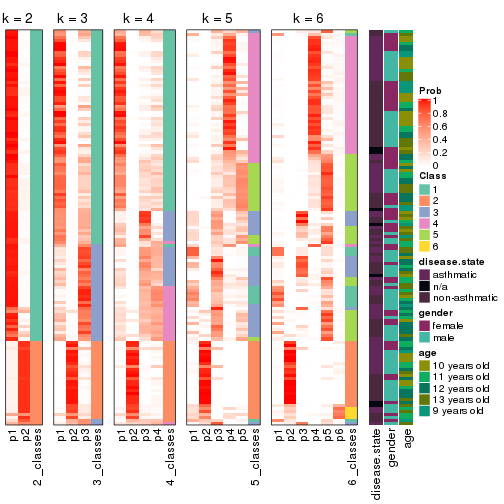 k = 2 k = 3 k = 4 k = 5 k = 6
Prob
1
0.8
0.6
0.4
0.2
0
Class
1
2
3
4
5
6
disease.state
asthmatic
n/a
non-asthmatic
gender
female
male
age
10 years old
11 years old
12 years old
13 years old
9 years old
p1 p2 2_classes p1 p2 p3 3_classes p1 p2 p3 p4 4_classes p1 p2 p3 p4 p5 5_classes p1 p2 p3 p4 p5 p6 6_classes disease.state gender age